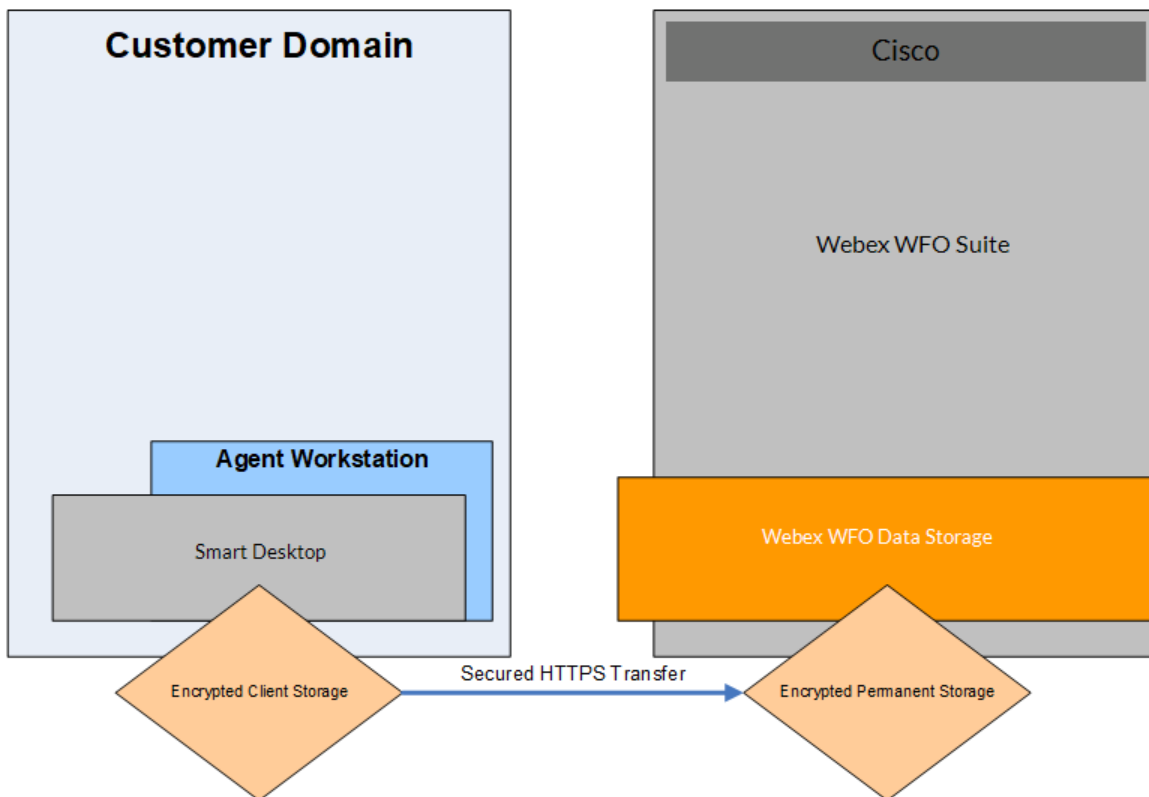 Customer Domain
Cisco
Webex WFO Suite
Agent Workstation
Smart Desktop
Webex WFO Data Storage
Secured HTTPS Transfer
Encrypted Client Storage
Encrypted Permanent Storage